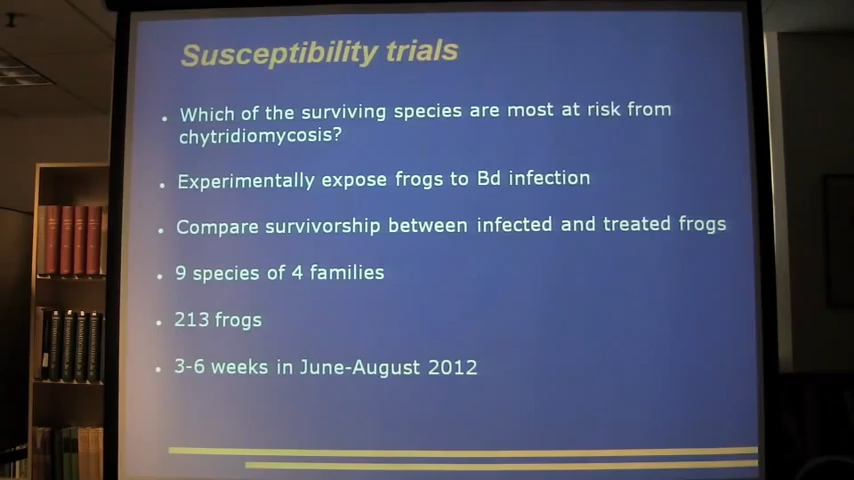 Susceptibility trials
• Which of the surviving species are most at risk from
chytridiomycosis?
• Experimentally expose frogs to Bd infection
• Compare survivorship between infected and treated frogs
• 9 species of 4 families
• 213 frogs
• 3-6 weeks in June-August 2012